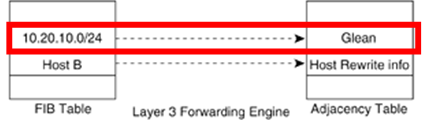 10.20.10.0/24 Glean
Host B Host Rewrite info
FIB Table Layer 3 Forwarding Engine Adjacency Table